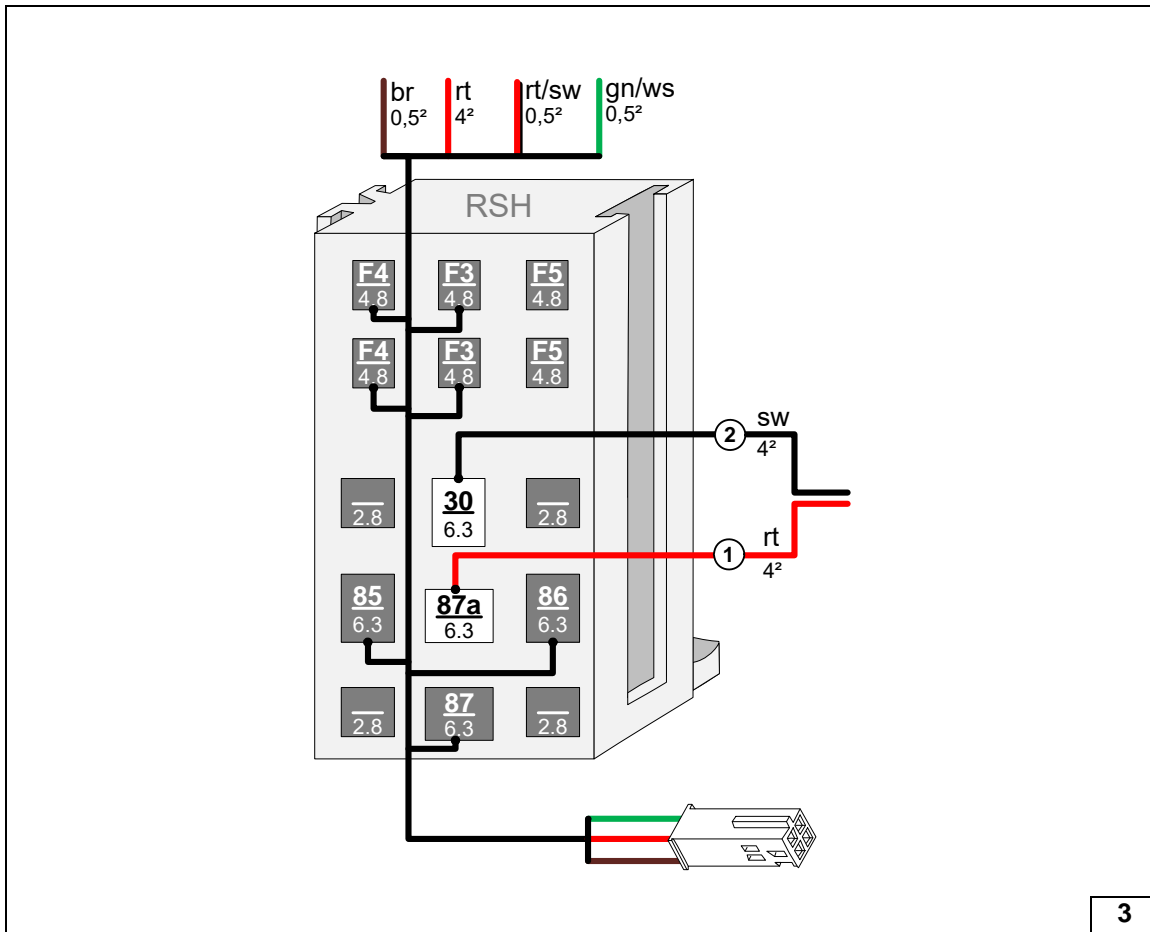 br rt rt/sw gn/ws
0,5² 4² 0,5² 0,5²
RSH
F4 F3 F5
4.8 4.8 4.8
F4 F3 F5
4.8 4.8 4.8
2 sw
4²
30
2.8 6.3 2.8
rt
1
4²
85 87a 86
6.3 6.3 6.3
87
2.8 6.3 2.8
3